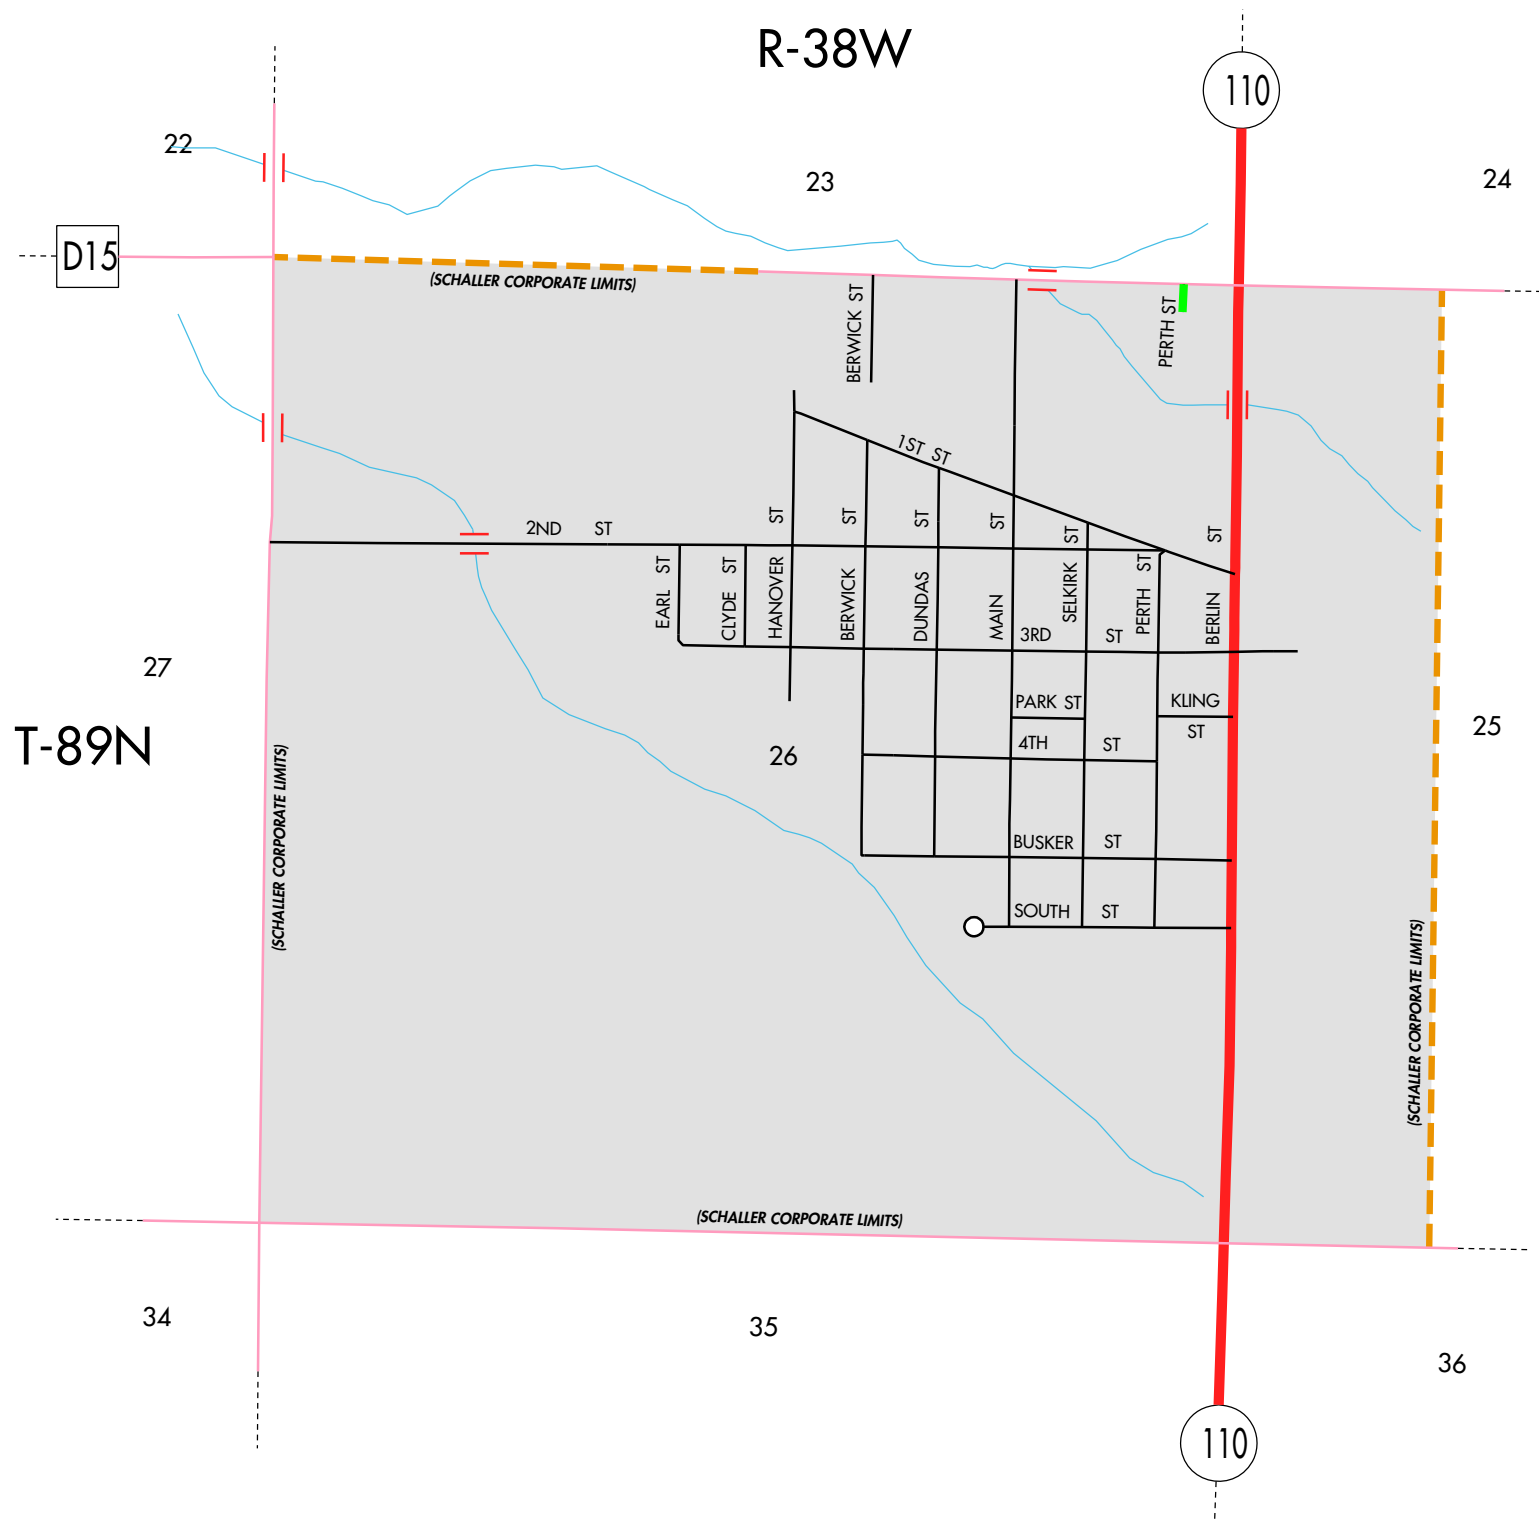 R-38W
110
22
23
24
D15
(SCHALLER CORPORATE LIMITS)
BERWICK ST
PERTH ST
1ST ST
2ND ST
EARL ST
CLYDE ST
HANOVER ST
BERWICK ST
DUNDAS ST
MAIN ST
SELKIRK ST
PERTH ST
BERLIN ST
3RD ST
27
PARK ST
KLING ST
T-89N
4TH ST
26
25
(SCHALLER CORPORATE LIMITS)
BUSKER ST
SOUTH ST
(SCHALLER CORPORATE LIMITS)
(SCHALLER CORPORATE LIMITS)
34
35
36
110